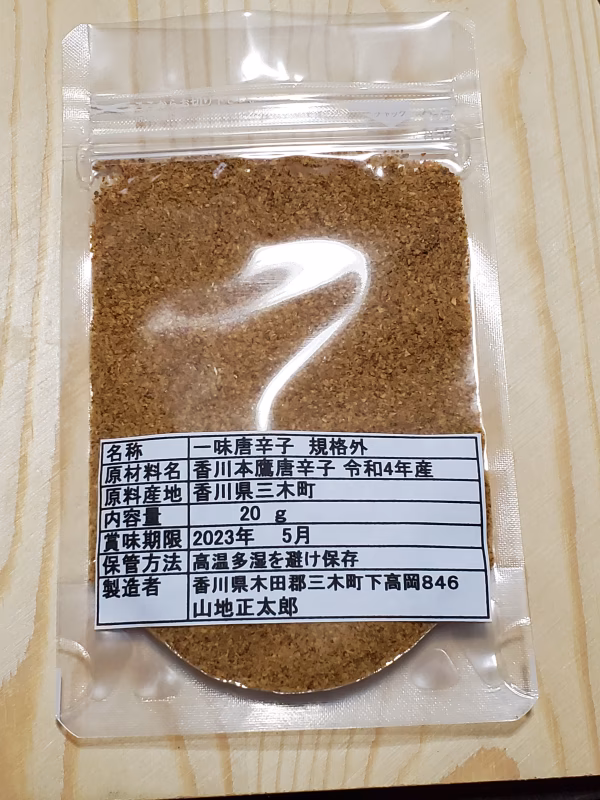 名称 一味唐辛子 規格外
原材料名 香川本鷹唐辛子 令和4年産
原料産地 香川県三木町
内容量 20 g
賞味期限 2023年 5月
保管方法 高温多湿を避け保存
製造者 香川県木田郡三木町下高岡846
山地正太郎